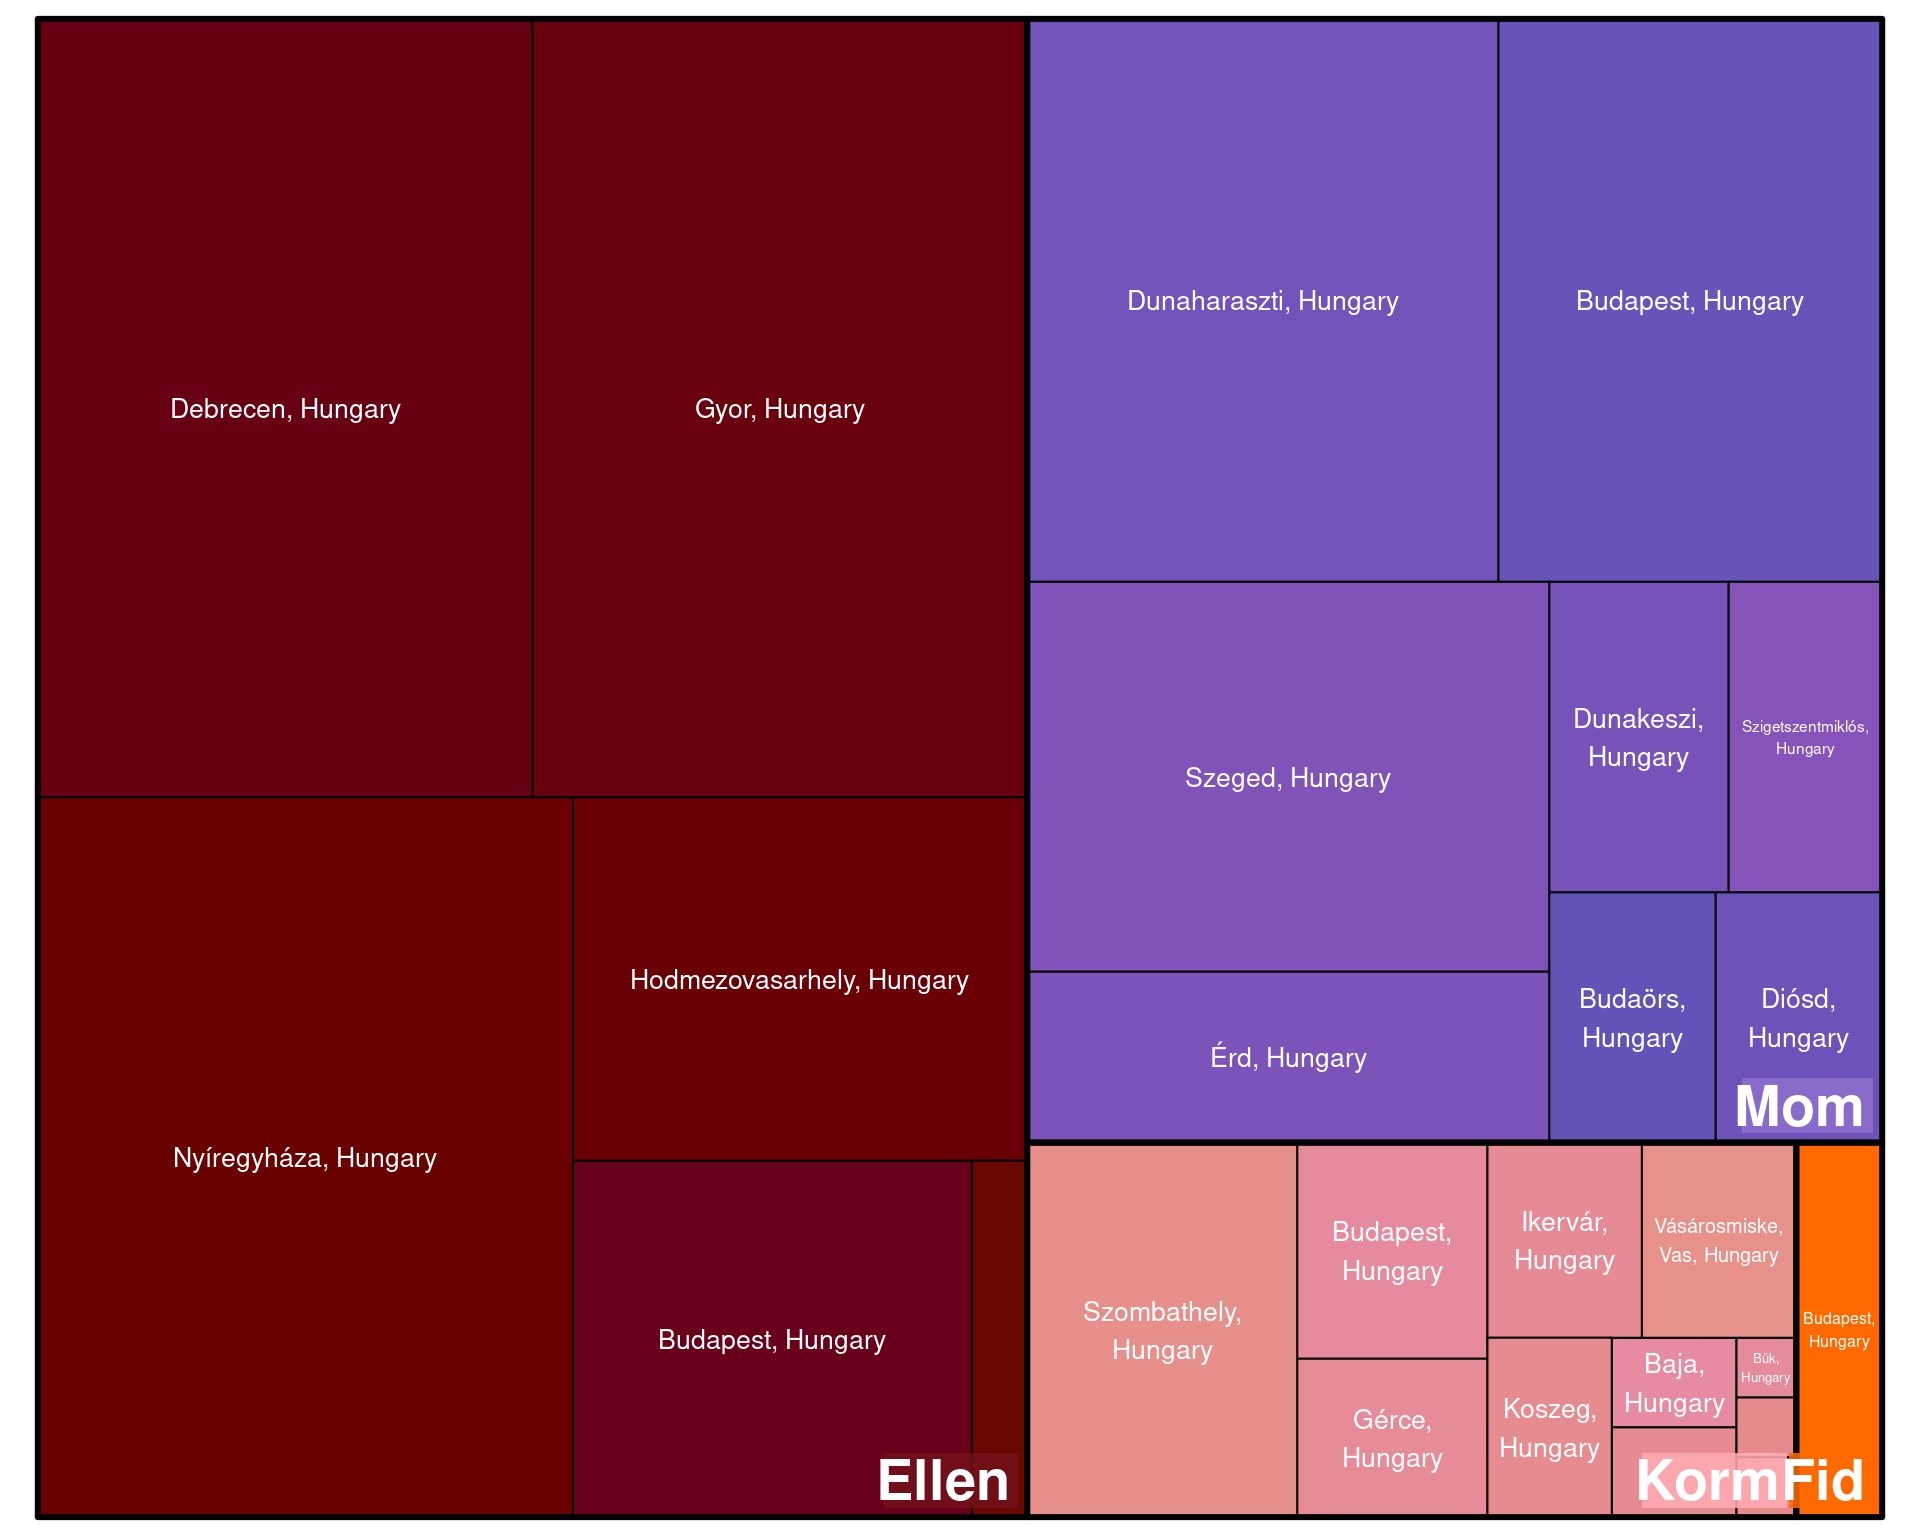 Debrecen, Hungary
Gyor, Hungary
Nyíregyháza, Hungary
Hodmezovasarhely, Hungary
Budapest, Hungary
Ellen
Dunaharaszti, Hungary
Budapest, Hungary
Szeged, Hungary
Dunakeszi,
Hungary
Szigetszentmiklós,
Hungary
Érd, Hungary
Budaörs,
Hungary
Diósd,
Hungary
Mom
Szombathely,
Hungary
Budapest,
Hungary
Gérce,
Hungary
Ikervár,
Hungary
Vásárosmiske,
Vas, Hungary
Koszeg,
Hungary
Baja,
Hungary
Bük,
Hungary
Korm
Budapest,
Hungary
Fid